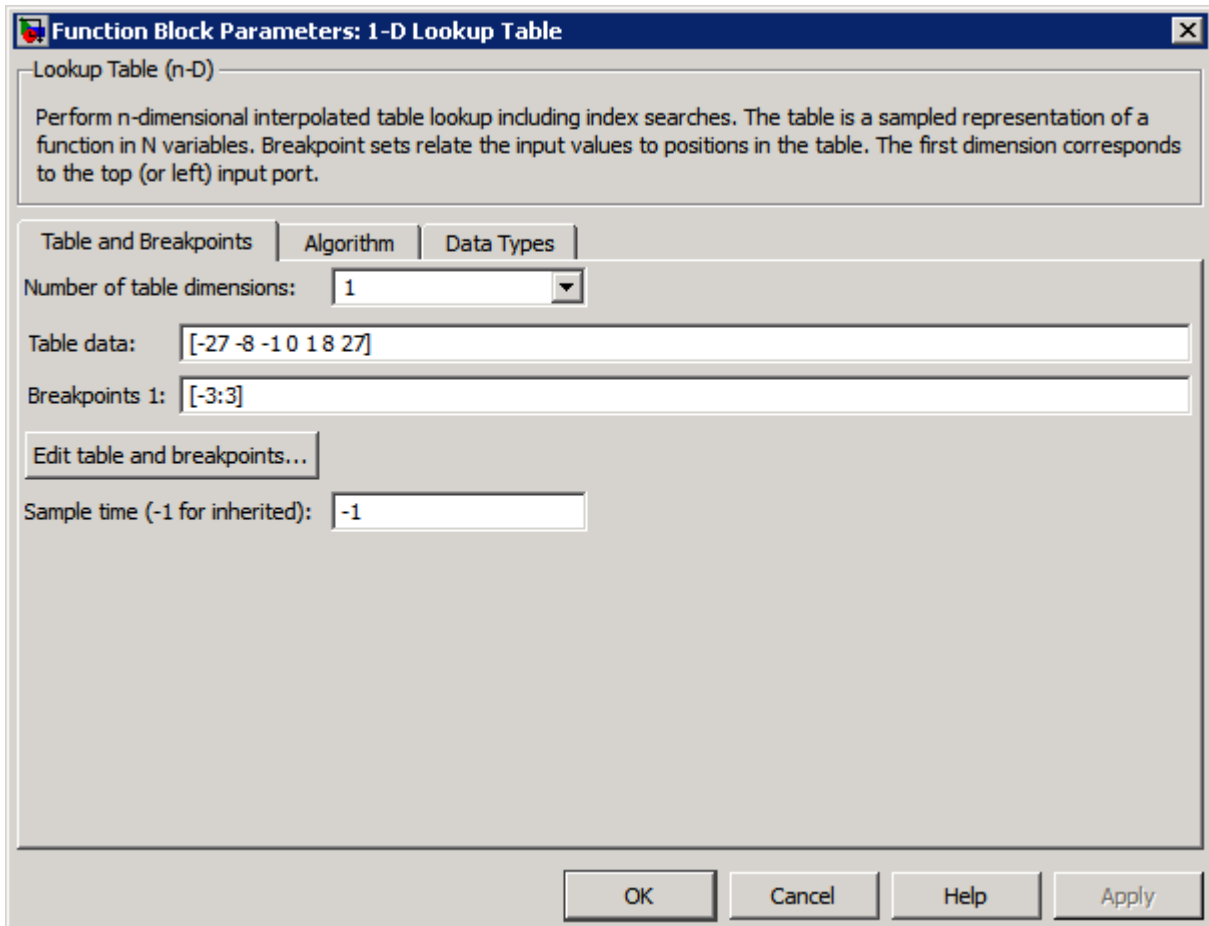 Function Block Parameters: 1-D Lookup Table
Lookup Table (n-D)
Perform n-dimensional interpolated table lookup including index searches. The table is a sampled representation of a
function in N variables. Breakpoint sets relate the input values to positions in the table. The first dimension corresponds
to the top (or left) input port.
Table and Breakpoints Algorithm Data Types
Number of table dimensions: 1
Table data: [-27 -8 -1 0 1 8 27]
Breakpoints 1: [-3:3]
Edit table and breakpoints...
Sample time (-1 for inherited): -1
OK Cancel Help Apply